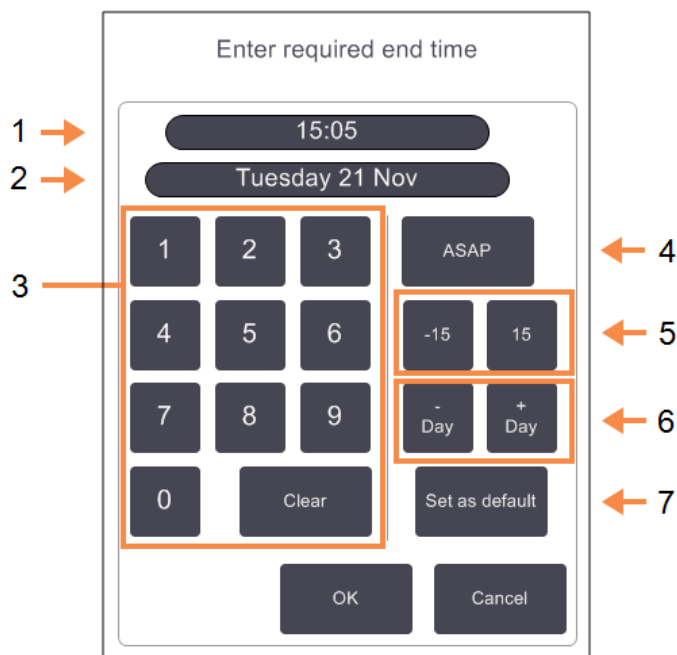 Enter required end time
1
15:05
2
Tuesday 21 Nov
3
1 2 3
4 5 6
7 8 9
0 Clear
ASAP
4
-15 15
5
- Day
+ Day
6
Set as default
7
OK Cancel